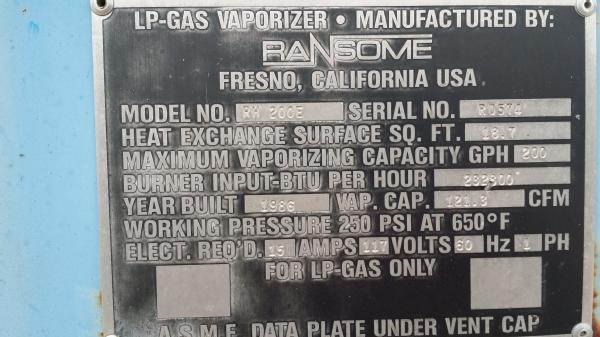 LP-GAS VAPORIZER • MANUFACTURED BY:
RANSOME
FRESNO, CALIFORNIA USA
MODEL NO. RH 200E SERIAL NO. RD574
HEAT EXCHANGE SURFACE SQ. FT. 18.7
MAXIMUM VAPORIZING CAPACITY GPH 200
BURNER INPUT-BTU PER HOUR 232900
YEAR BUILT 1986 VAP. CAP. 121.3 CFM
WORKING PRESSURE 250 PSI AT 650°F
ELECT. REQ'D. 15 AMPS 117 VOLTS 60 Hz 1 PH
FOR LP-GAS ONLY
A.S.M.E. DATA PLATE UNDER VENT CAP